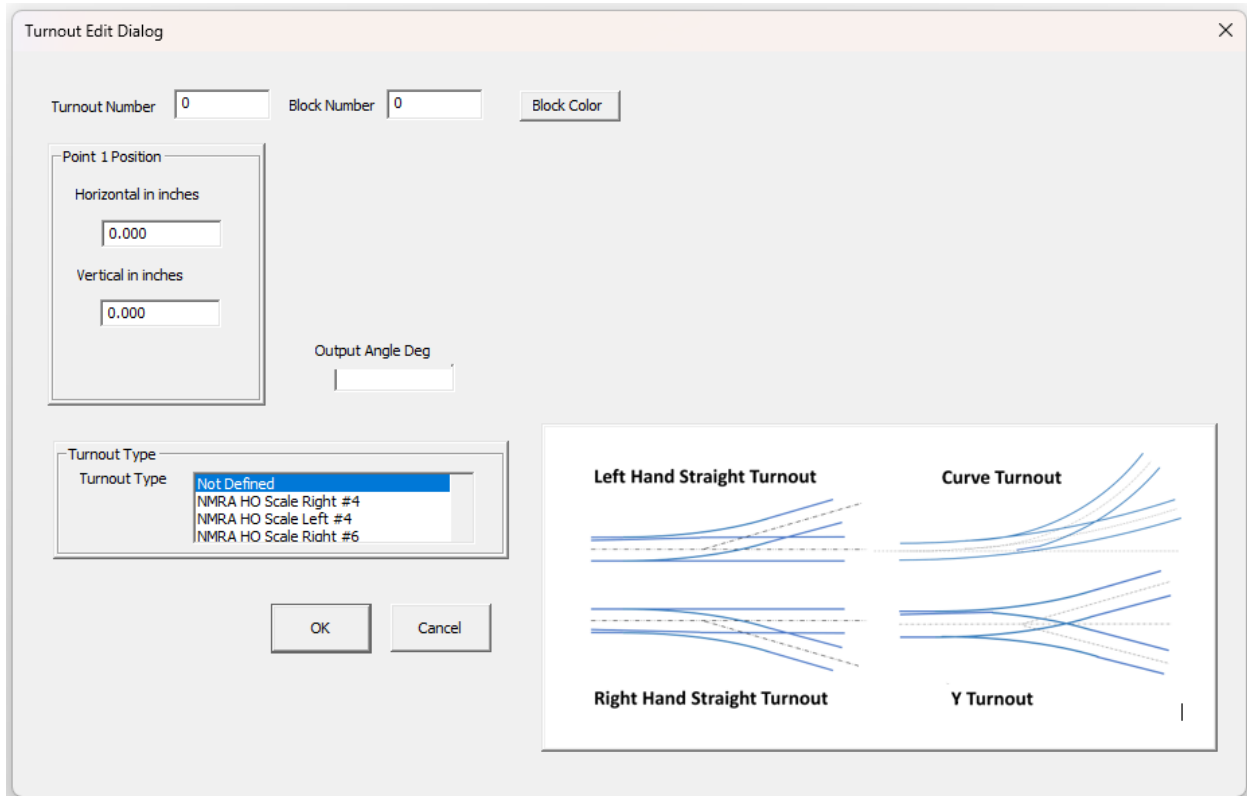 Turnout Edit Dialog
Turnout Number 0 Block Number 0 Block Color
Point 1 Position
Horizontal in inches
0.000
Vertical in inches
0.000
Output Angle Deg
Turnout Type
Turnout Type
Not Defined
NMRA HO Scale Right #4
NMRA HO Scale Left #4
NMRA HO Scale Right #6
OK Cancel
Left Hand Straight Turnout Curve Turnout
Right Hand Straight Turnout Y Turnout